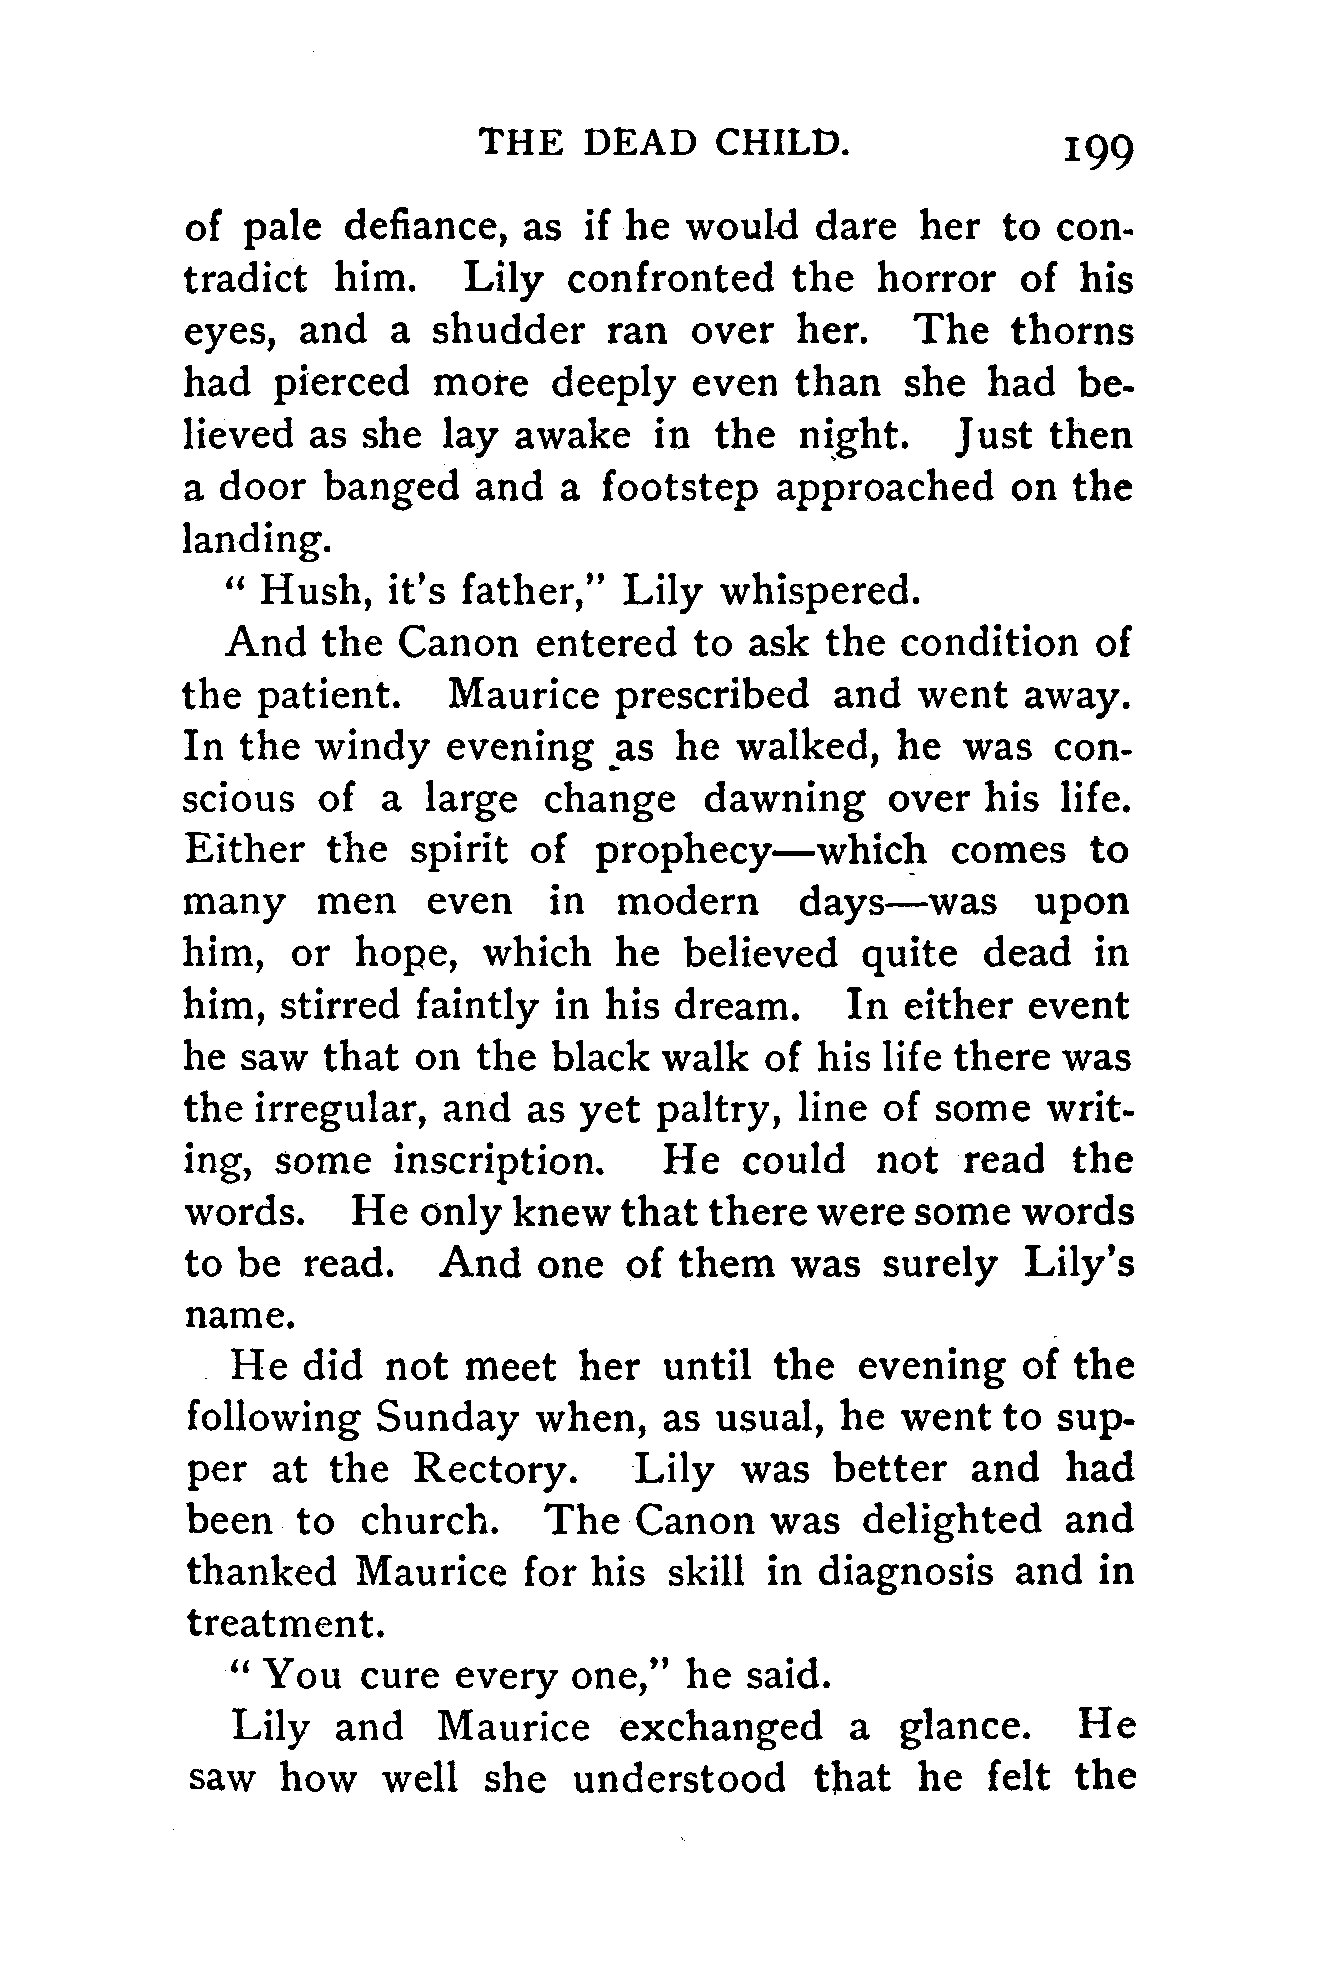 THE DEAD CHILD. 199
of pale defiance, as if he would dare her to con-
tradict him. Lily confronted the horror of his
eyes, and a shudder ran over her. The thorns
had pierced more deeply even than she had be-
lieved as she lay awake in the night. Just then
a door banged and a footstep approached on the
landing.
" Hush, it's father," Lily whispered.
And the Canon entered to ask the condition of
the patient. Maurice prescribed and went away.
In the windy evening as he walked, he was con-
scious of a large change dawning over his life.
Either the spirit of prophecy—which comes to
many men even in modern days—was upon
him, or hope, which he believed quite dead in
him, stirred faintly in his dream. In either event
he saw that on the black walk of his life there was
the irregular, and as yet paltry, line of some writ-
ing, some inscription. He could not read the
words. He only knew that there were some words
to be read. And one of them was surely Lily's
name.
He did not meet her until the evening of the
following Sunday when, as usual, he went to sup-
per at the Rectory. Lily was better and had
been to church. The Canon was delighted and
thanked Maurice for his skill in diagnosis and in
treatment.
" You cure every one," he said.
Lily and Maurice exchanged a glance. He
saw how well she understood that he felt the